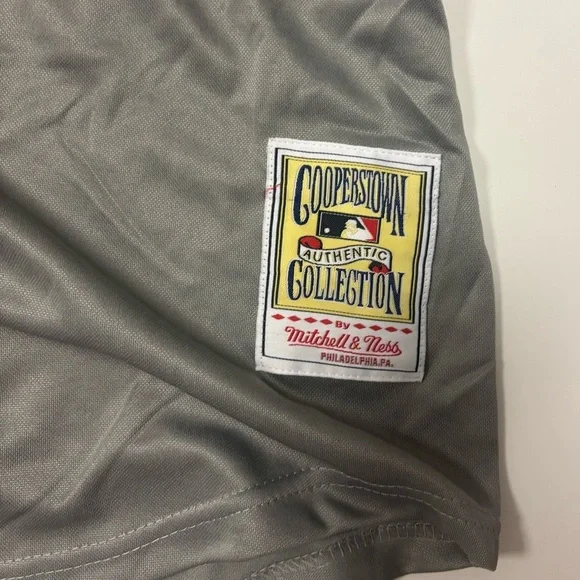 COOPERSTOWN
AUTHENTIC
COLLECTION
By
Mitchell & Ness
PHILADELPHIA.PA.